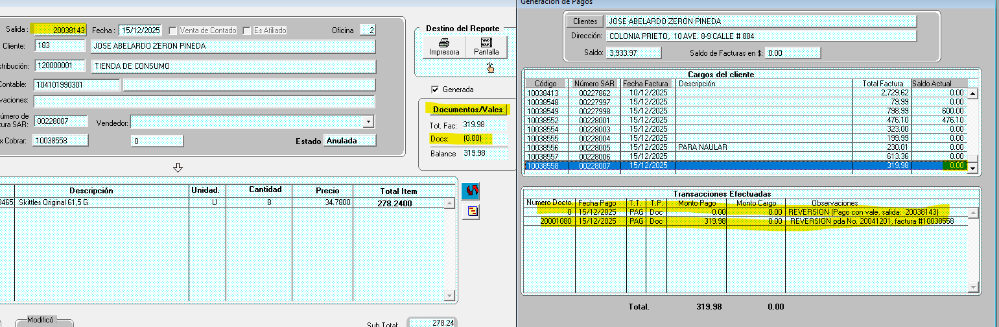 Salida : 20038143 Fecha : 15/12/2025 Venta de Contado Es Afiliado Oficina 2
Cliente: 183 JOSE ABELARDO ZERON PINEDA
stribución: 120000001 TIENDA DE CONSUMO
Contable: 104101990301
vaciones:
úmero de
tura SAR: 00228007 Vendedor:
x Cobrar: 10038558 0 Estado Anulada
Destino del Reporte
Impresora Pantalla
Generada
Documentos/Vales
Tot. Fac: 319.98
Docs: (0.00)
Balance 319.98
Descripción Unidad. Cantidad Precio Total Item
8465 Skittles Original 61,5 G U 8 34.7800 278.2400
Modificó :
Sub Total: 278.24
Generación de Pagos
Clientes JOSE ABELARDO ZERON PINEDA
Dirección: COLONIA PRIETO, 10 AVE. 8-9 CALLE # 884
Saldo: 3,933.97 Saldo de Facturas en $: 0.00
Cargos del cliente
Código Número SAR Fecha Factura Descripción Total Factura Saldo Actual
10038413 00227862 10/12/2025 2,729.62 0.00
10038548 00227997 15/12/2025 79.99 0.00
10038549 00227998 15/12/2025 798.99 600.00
10038552 00228001 15/12/2025 476.10 476.10
10038554 00228003 15/12/2025 323.00 0.00
10038555 00228004 15/12/2025 199.99 0.00
10038556 00228005 15/12/2025 PARA NAULAR 230.01 0.00
10038557 00228006 15/12/2025 613.36 0.00
10038558 00228007 15/12/2025 319.98 0.00
Transacciones Efectuadas
Numero Docto. Fecha Pago T.T. T.P. Monto Pago Monto Cargo Observaciones
0 15/12/2025 PAG Doc 0.00 0.00 REVERSION (Pago con vale, salida: 20038143)
20001080 15/12/2025 PAG Doc 319.98 0.00 REVERSION pda No. 20041201, factura #10038558
Total. 319.98 0.00